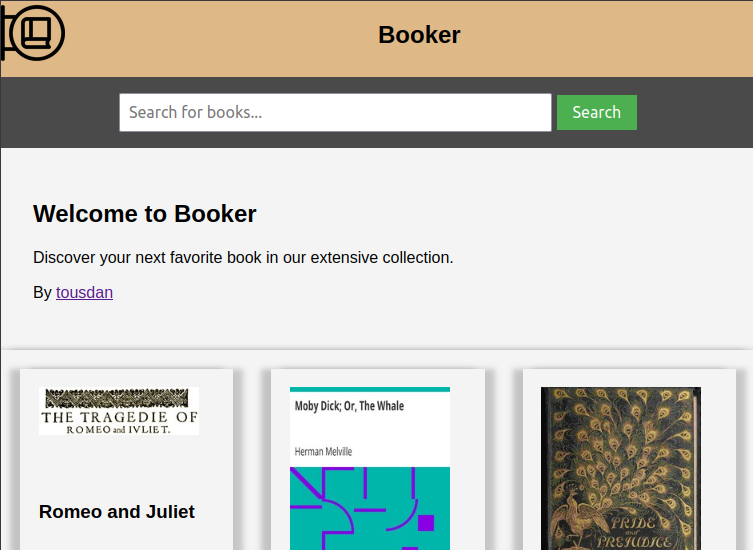 Booker
Search for books...
Search
Welcome to Booker
Discover your next favorite book in our extensive collection.
By tousdan
THE TRAGEDIE OF
ROMEO and IVLIET.
Romeo and Juliet
Moby Dick; Or, The Whale
Herman Melville
PRIDE
and
PREJUDICE